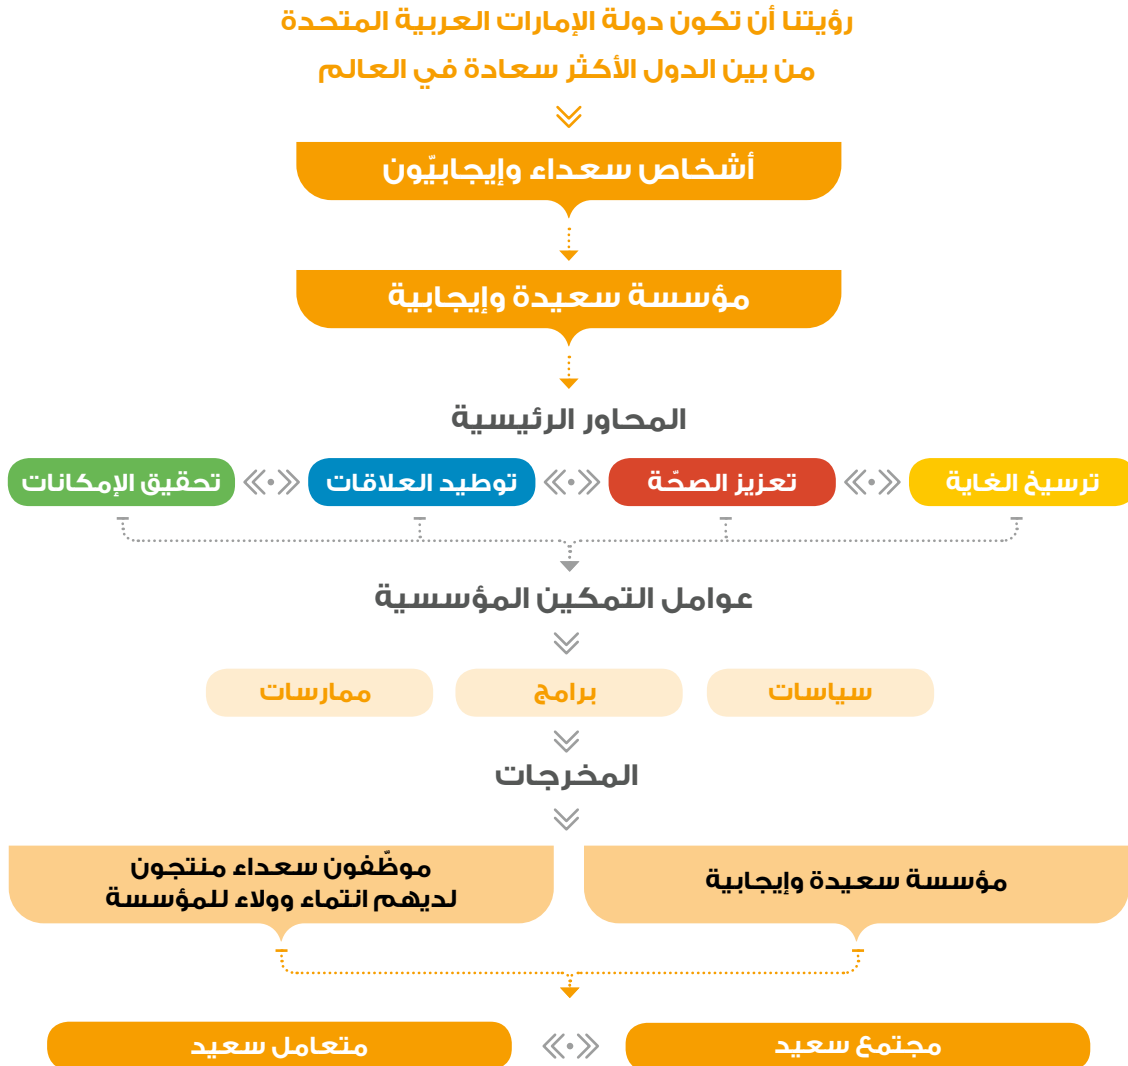 رؤيتنا أن تكون دولة الإمارات العربية المتحدة
من بين الدول الأكثر سعادة في العالم
أشخاص سعداء وإيجابيّون
مؤسسة سعيدة وإيجابية
المحاور الرئيسية
ترسيخ الغاية
تعزيز الصحّة
توطيد العلاقات
تحقيق الإمكانات
عوامل التمكين المؤسسية
سياسات
برامج
ممارسات
المخرجات
مؤسسة سعيدة وإيجابية
موظّفون سعداء منتجون
لديهم انتماء وولاء للمؤسسة
مجتمع سعيد
متعامل سعيد